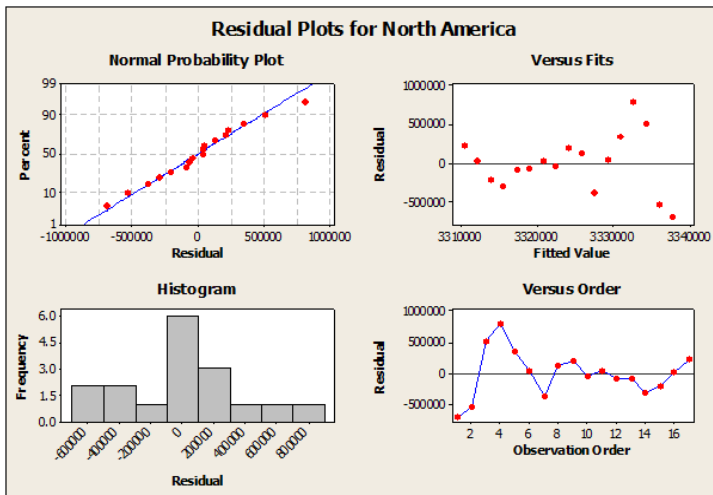 Residual Plots for North America
Normal Probability Plot
99
90
50
10
1
Percent
-1000000 -500000 0 500000 1000000
Residual
Versus Fits
1000000
500000
0
-500000
Residual
3310000 3320000 3330000 3340000
Fitted Value
Histogram
6.0
4.5
3.0
1.5
0.0
Frequency
-600000 -400000 -200000 0 200000 400000 600000 800000
Residual
Versus Order
1000000
500000
0
-500000
Residual
2 4 6 8 10 12 14 16
Observation Order